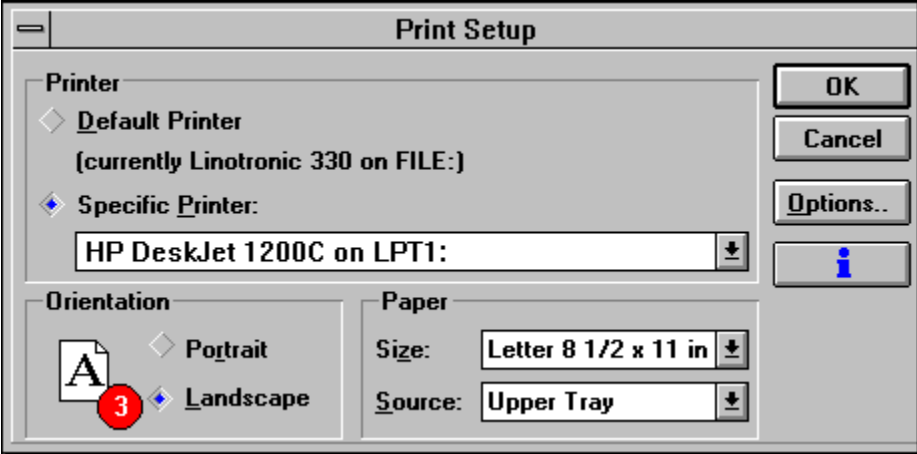 Print Setup
Printer
Default Printer
(currently Linotronic 330 on FILE:)
Specific Printer:
HP DeskJet 1200C on LPT1:
OK
Cancel
Options..
i
Orientation
A
3
Portrait
Landscape
Paper
Size: Letter 8 1/2 x 11 in
Source: Upper Tray